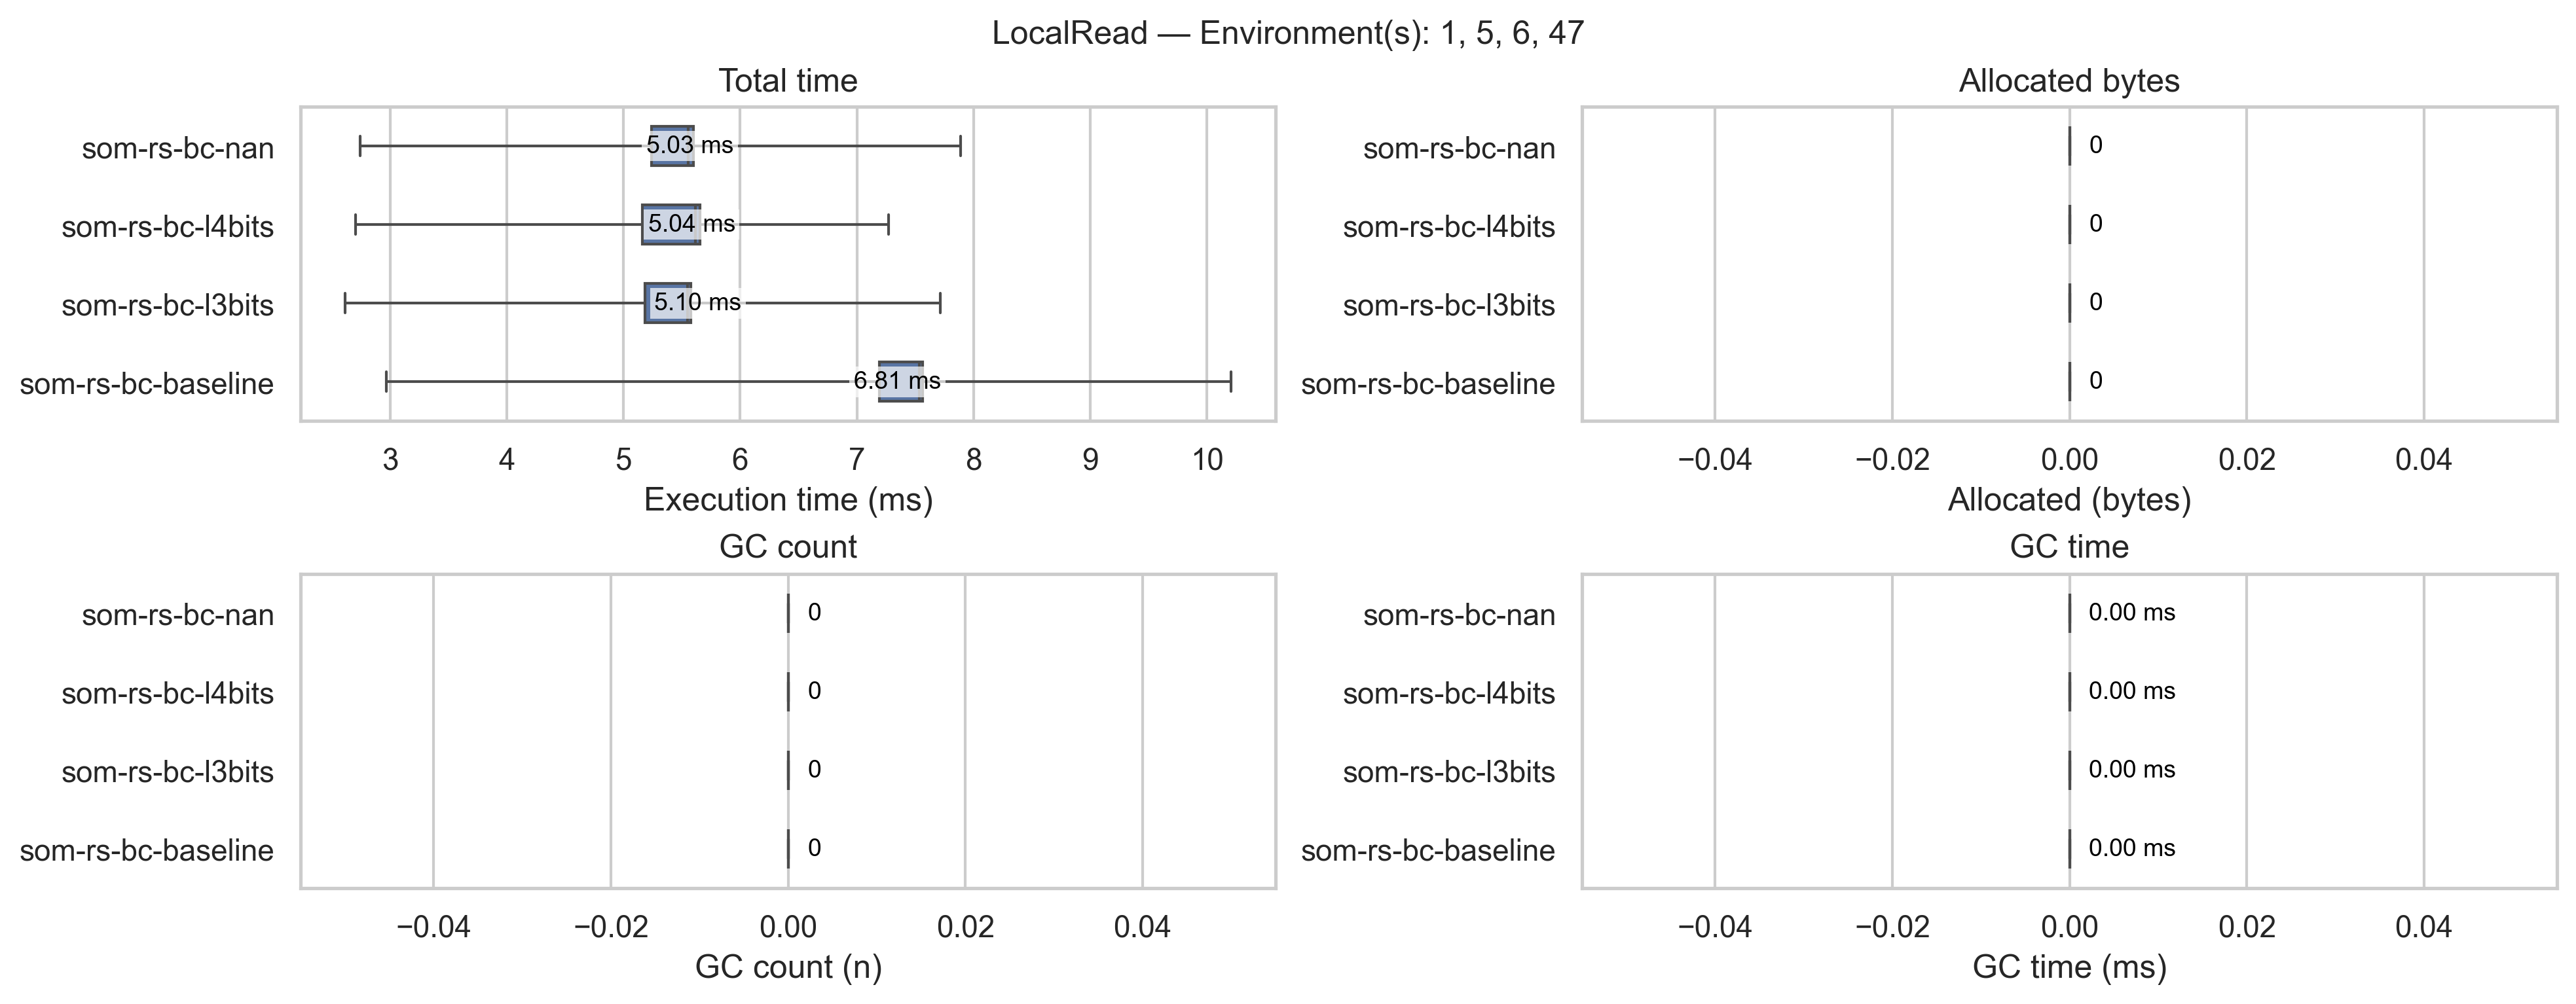 LocalRead — Environment(s): 1, 5, 6, 47
Total time
som-rs-bc-nan
5.03 ms
som-rs-bc-l4bits
5.04 ms
som-rs-bc-l3bits
5.10 ms
som-rs-bc-baseline
6.81 ms
3 4 5 6 7 8 9 10
Execution time (ms)
Allocated bytes
som-rs-bc-nan
0
som-rs-bc-l4bits
0
som-rs-bc-l3bits
0
som-rs-bc-baseline
0
−0.04 −0.02 0.00 0.02 0.04
Allocated (bytes)
GC count
som-rs-bc-nan
0
som-rs-bc-l4bits
0
som-rs-bc-l3bits
0
som-rs-bc-baseline
0
−0.04 −0.02 0.00 0.02 0.04
GC count (n)
GC time
som-rs-bc-nan
0.00 ms
som-rs-bc-l4bits
0.00 ms
som-rs-bc-l3bits
0.00 ms
som-rs-bc-baseline
0.00 ms
−0.04 −0.02 0.00 0.02 0.04
GC time (ms)